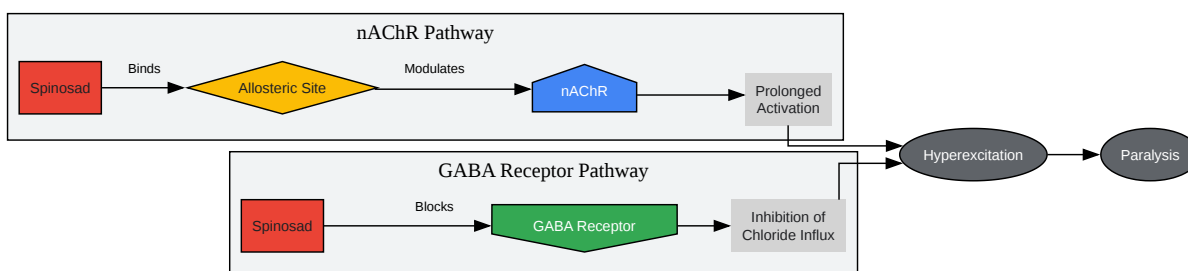 nAChR Pathway
Spinosad
Binds
Allosteric Site
Modulates
nAChR
Prolonged
Activation
Hyperexcitation
Paralysis
GABA Receptor Pathway
Spinosad
Blocks
GABA Receptor
Inhibition of
Chloride Influx